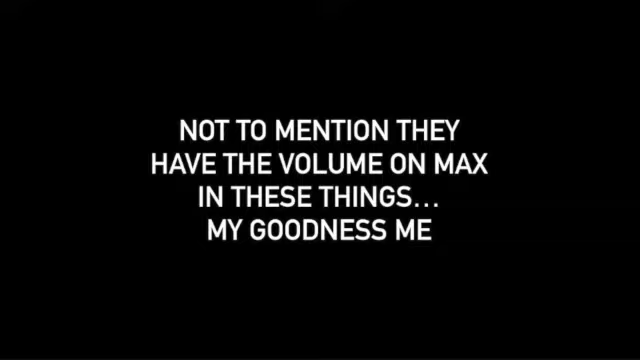 NOT TO MENTION THEY
HAVE THE VOLUME ON MAX
IN THESE THINGS...
MY GOODNESS ME